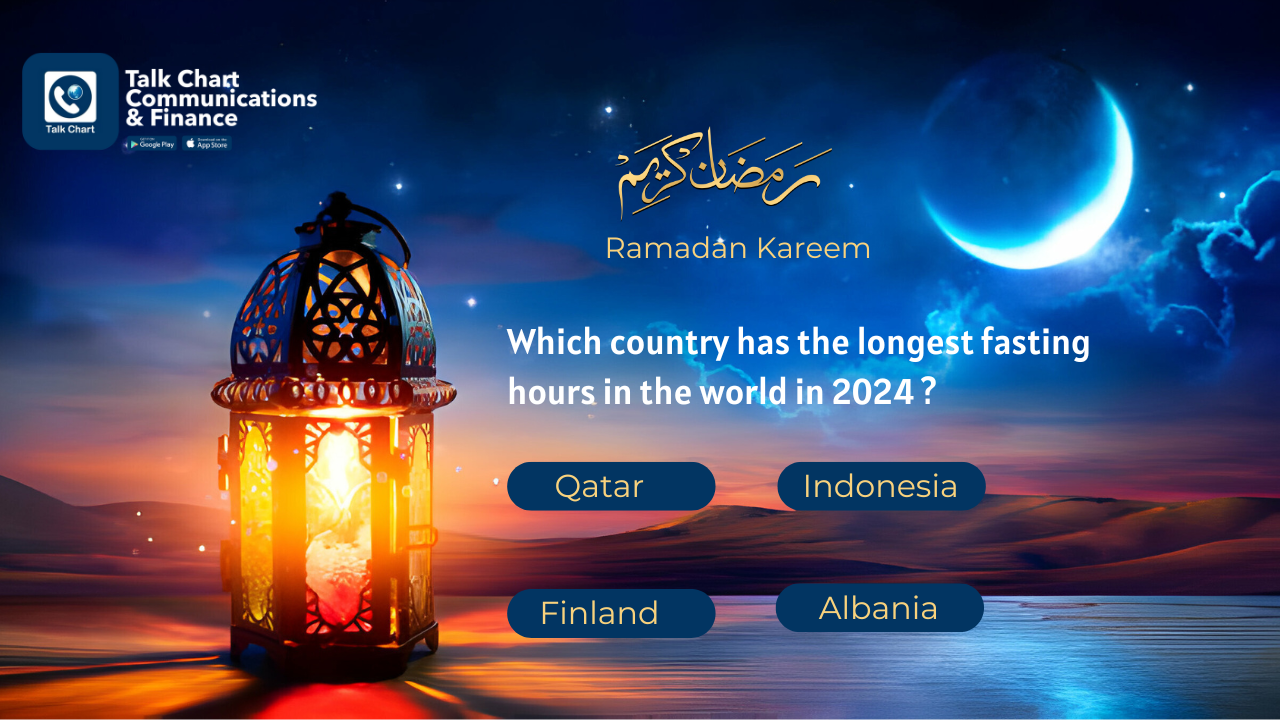 Talk Chart
Talk Chart
Communications
& Finance
Google Play
App Store
رمضان كريم
Ramadan Kareem
Which country has the longest fasting
hours in the world in 2024 ?
Qatar
Indonesia
Finland
Albania